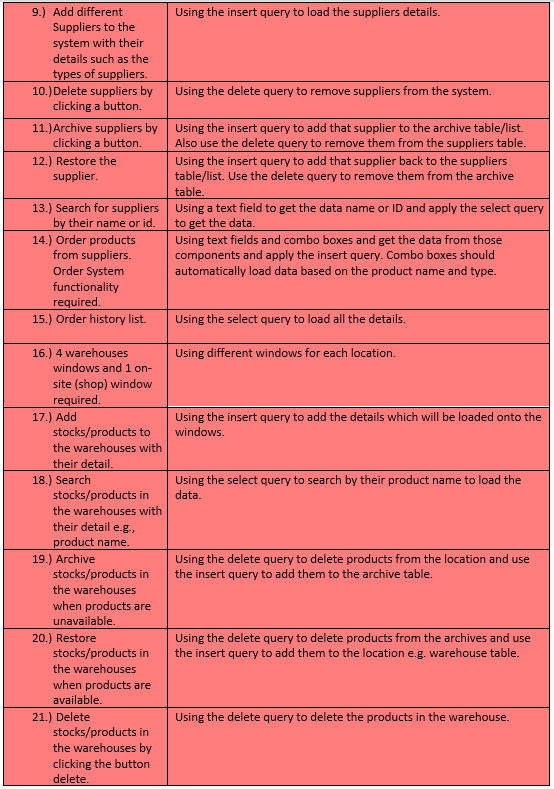 9.) Add different
Suppliers to the
system with their
details such as the
types of suppliers.
Using the insert query to load the suppliers details.
10.)Delete suppliers by
clicking a button.
Using the delete query to remove suppliers from the system.
11.)Archive suppliers by
clicking a button.
Using the insert query to add that supplier to the archive table/list.
Also use the delete query to remove them from the suppliers table.
12.) Restore the
supplier.
Using the insert query to add that supplier back to the suppliers
table/list. Use the delete query to remove them from the archive
table.
13.) Search for suppliers
by their name or id.
Using a text field to get the data name or ID and apply the select query
to get the data.
14.) Order products
from suppliers.
Order System
functionality
required.
Using text fields and combo boxes and get the data from those
components and apply the insert query. Combo boxes should
automatically load data based on the product name and type.
15.) Order history list.
Using the select query to load all the details.
16.) 4 warehouses
windows and 1 on-
site (shop) window
required.
Using different windows for each location.
17.) Add
stocks/products to
the warehouses with
their detail.
Using the insert query to add the details which will be loaded onto the
windows.
18.) Search
stocks/products in
the warehouses with
their detail e.g.,
product name.
Using the select query to search by their product name to load the
data.
19.) Archive
stocks/products in
the warehouses
when products are
unavailable.
Using the delete query to delete products from the location and use
the insert query to add them to the archive table.
20.) Restore
stocks/products in
the warehouses
when products are
available.
Using the delete query to delete products from the archives and use
the insert query to add them to the location e.g. warehouse table.
21.) Delete
stocks/products in
the warehouses by
clicking the button
delete.
Using the delete query to delete the products in the warehouse.